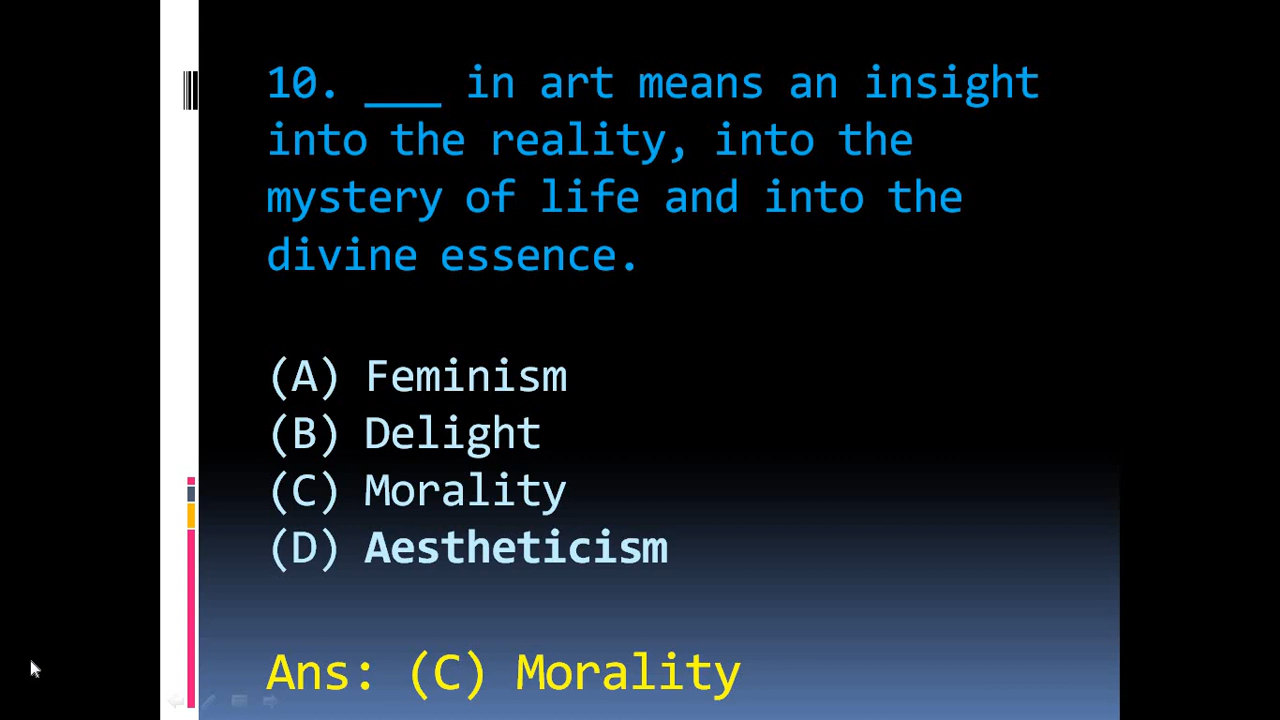 10. ___ in art means an insight
into the reality, into the
mystery of life and into the
divine essence.
(A) Feminism
(B) Delight
(C) Morality
(D) Aestheticism
Ans: (C) Morality